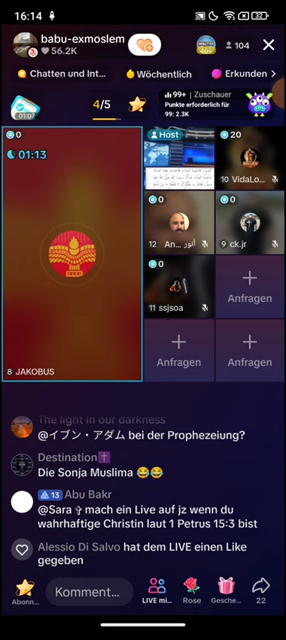 16:14
32
babu-exmoslem
56.2K
104
Chatten und Int...
Wöchentlich
Erkunden
01:07
4/5
99+ | Zuschauer
Punkte erforderlich für
99: 2.3K
0
01:13
8 JAKOBUS
Host
20
10 VidaLo...
0
12 An... أنور
0
9 ck.jr
0
11 ssjsoa
Anfragen
Anfragen
Anfragen
The light in our darkness
@イブン・アダム bei der Prophezeiung?
Destination✝️
Die Sonja Muslima 😂😂
13 Abu Bakr
@Sara ✞ mach ein Live auf jz wenn du
wahrhaftige Christin laut 1 Petrus 15:3 bist
Alessio Di Salvo hat dem LIVE einen Like
gegeben
Abonn...
Komment...
LIVE mi...
Rose
Gesche...
22